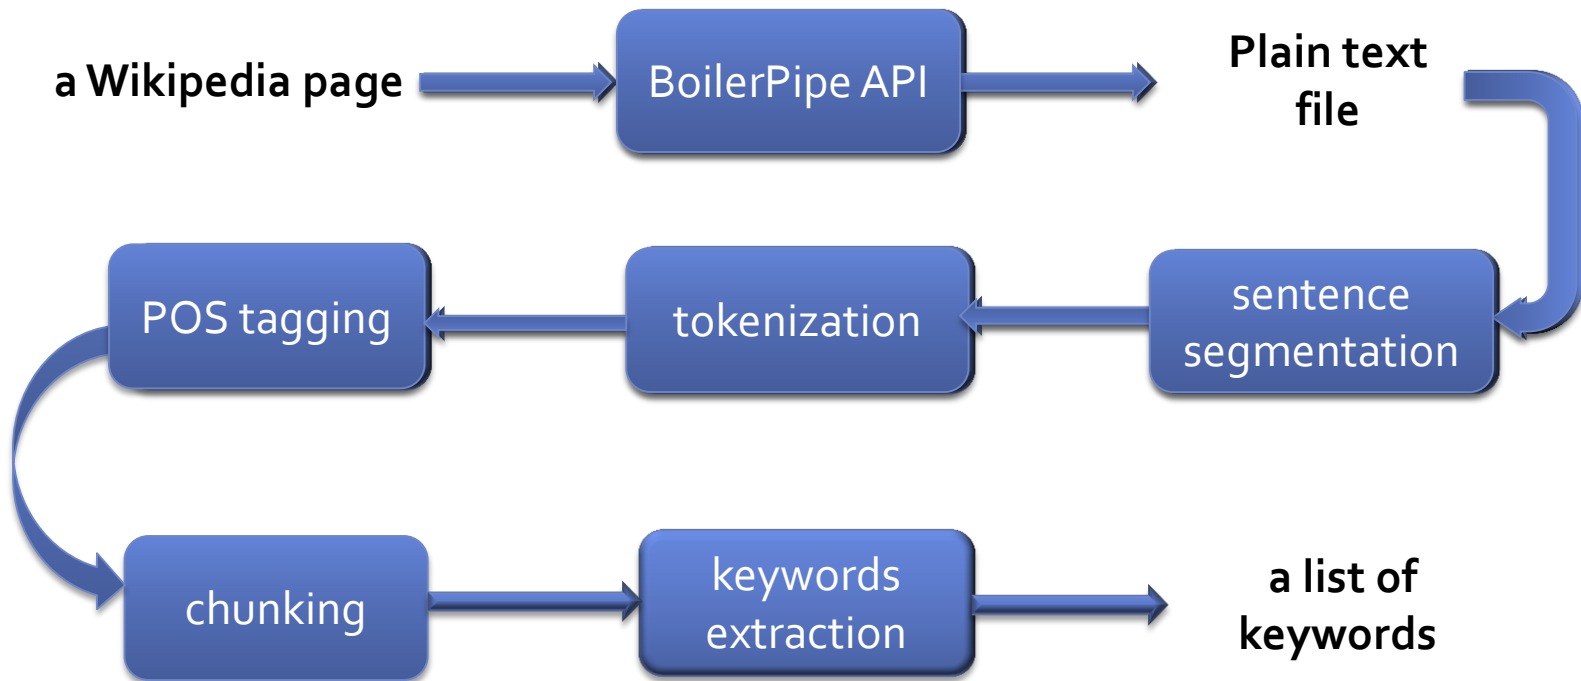 a Wikipedia page
BoilerPipe API
Plain text
file
sentence
segmentation
tokenization
POS tagging
chunking
keywords
extraction
a list of
keywords